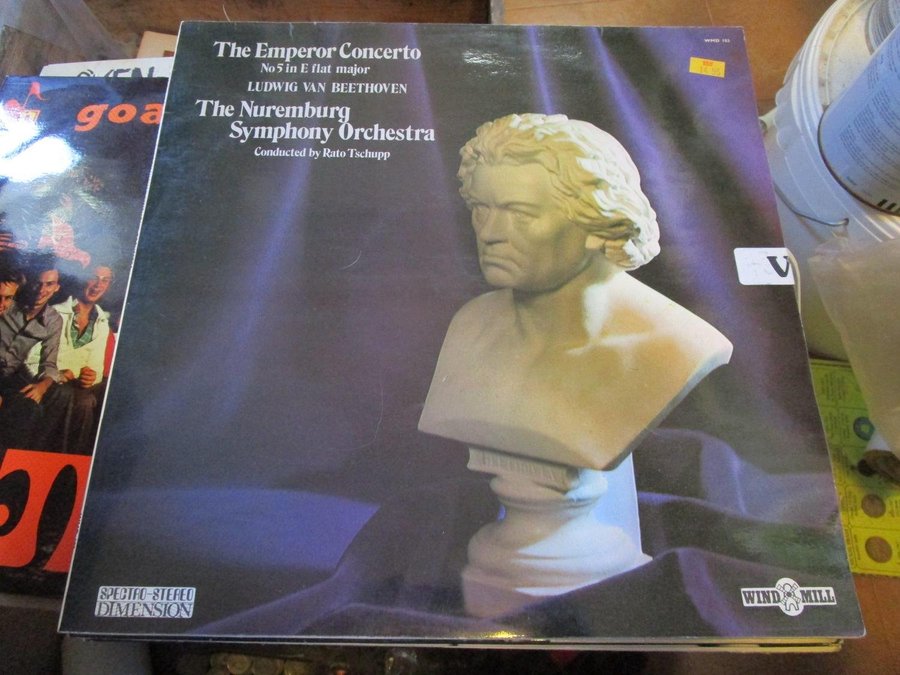 The Emperor Concerto
No 5 in E flat major
LUDWIG VAN BEETHOVEN
The Nuremburg
Symphony Orchestra
Conducted by Rato Tschupp
goa
V
BEETHOVEN
SPECTRO-STEREO
DIMENSION
WIND MILL